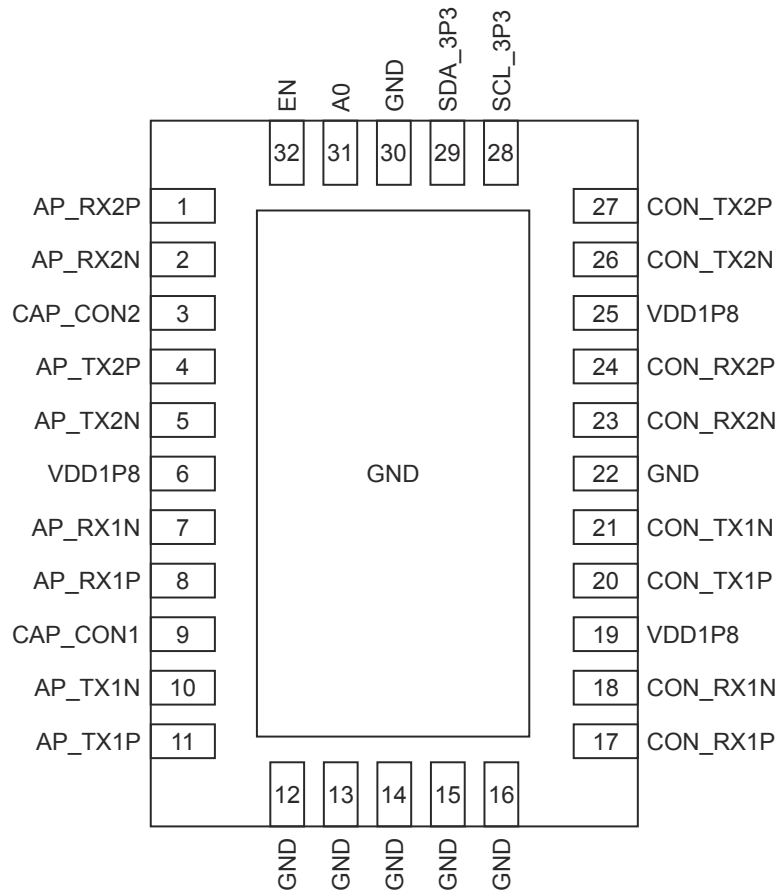 EN
A0
GND
SDA_3P3
SCL_3P3
32
31
30
29
28
AP_RX2P 1
27 CON_TX2P
AP_RX2N 2
26 CON_TX2N
CAP_CON2 3
25 VDD1P8
AP_TX2P 4
24 CON_RX2P
AP_TX2N 5
23 CON_RX2N
VDD1P8 6
GND
22 GND
AP_RX1N 7
21 CON_TX1N
AP_RX1P 8
20 CON_TX1P
CAP_CON1 9
19 VDD1P8
AP_TX1N 10
18 CON_RX1N
AP_TX1P 11
17 CON_RX1P
12
13
14
15
16
GND
GND
GND
GND
GND